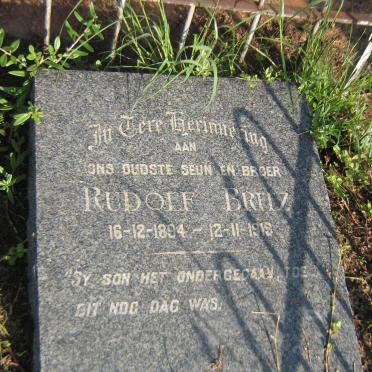 In Tere Herinnering
AAN
ONS OUDSTE SEUN EN BROER
RUDOLF BRITZ
16-12-1894 - 12-11-1918
"SY SON HET ONDERGEGAAN, TOE
DIT NOG DAG WAS.